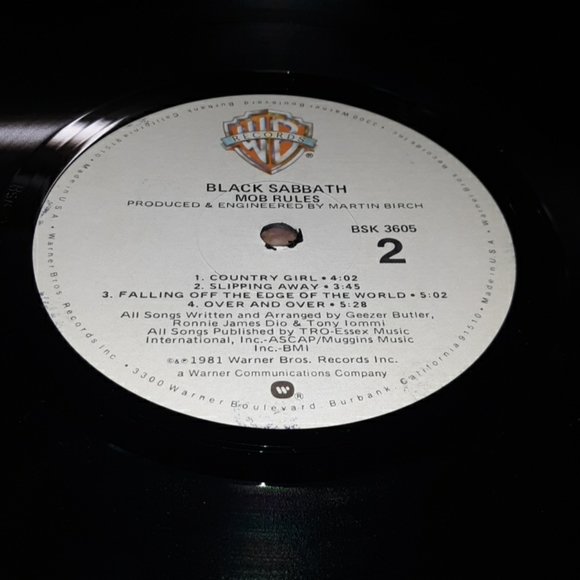 WB
RECORDS
®
BLACK SABBATH
MOB RULES
PRODUCED & ENGINEERED BY MARTIN BIRCH
BSK 3605
2
1. COUNTRY GIRL • 4:02
2. SLIPPING AWAY • 3:45
3. FALLING OFF THE EDGE OF THE WORLD • 5:02
4. OVER AND OVER • 5:28
All Songs Written and Arranged by Geezer Butler,
Ronnie James Dio & Tony Iommi
All Songs Published by TRO-Essex Music
International, Inc.-ASCAP/Muggins Music
Inc.-BMI
©&℗ 1981 Warner Bros. Records Inc.
a Warner Communications Company
®
Made in U.S.A. • Warner Bros. Records Inc. • 3300 Warner Boulevard, Burbank, California 91510 • Made in U.S.A.